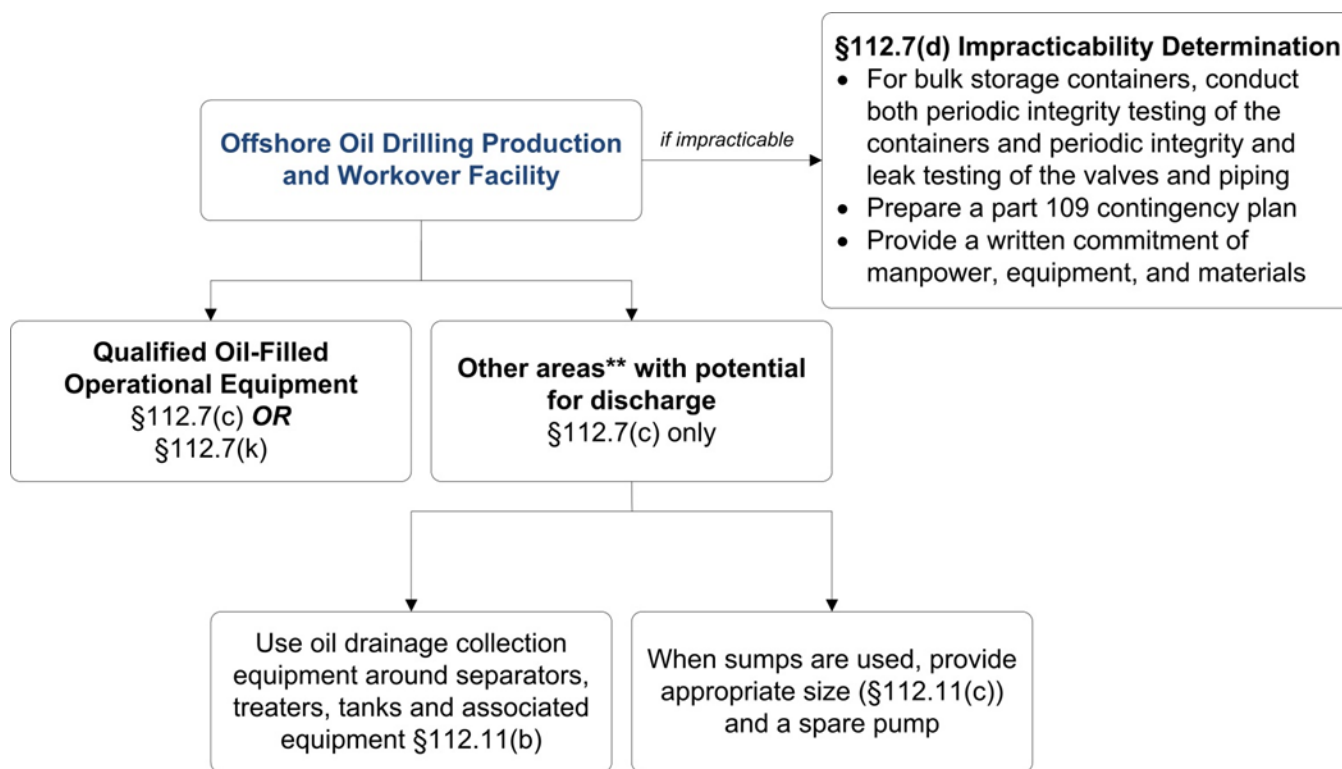 §112.7(d) Impracticability Determination
• For bulk storage containers, conduct
both periodic integrity testing of the
containers and periodic integrity and
leak testing of the valves and piping
• Prepare a part 109 contingency plan
• Provide a written commitment of
manpower, equipment, and materials
Offshore Oil Drilling Production
and Workover Facility
if impracticable
Qualified Oil-Filled
Operational Equipment
§112.7(c) OR
§112.7(k)
Other areas** with potential
for discharge
§112.7(c) only
Use oil drainage collection
equipment around separators,
treaters, tanks and associated
equipment §112.11(b)
When sumps are used, provide
appropriate size (§112.11(c))
and a spare pump